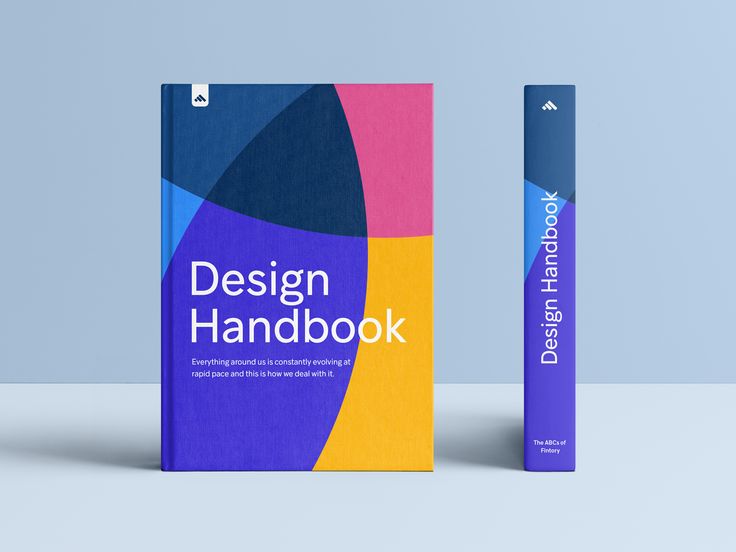 Design
Handbook
Everything around us is constantly evolving at
rapid pace and this is how we deal with it.
Design Handbook
The ABCs of
Fintory